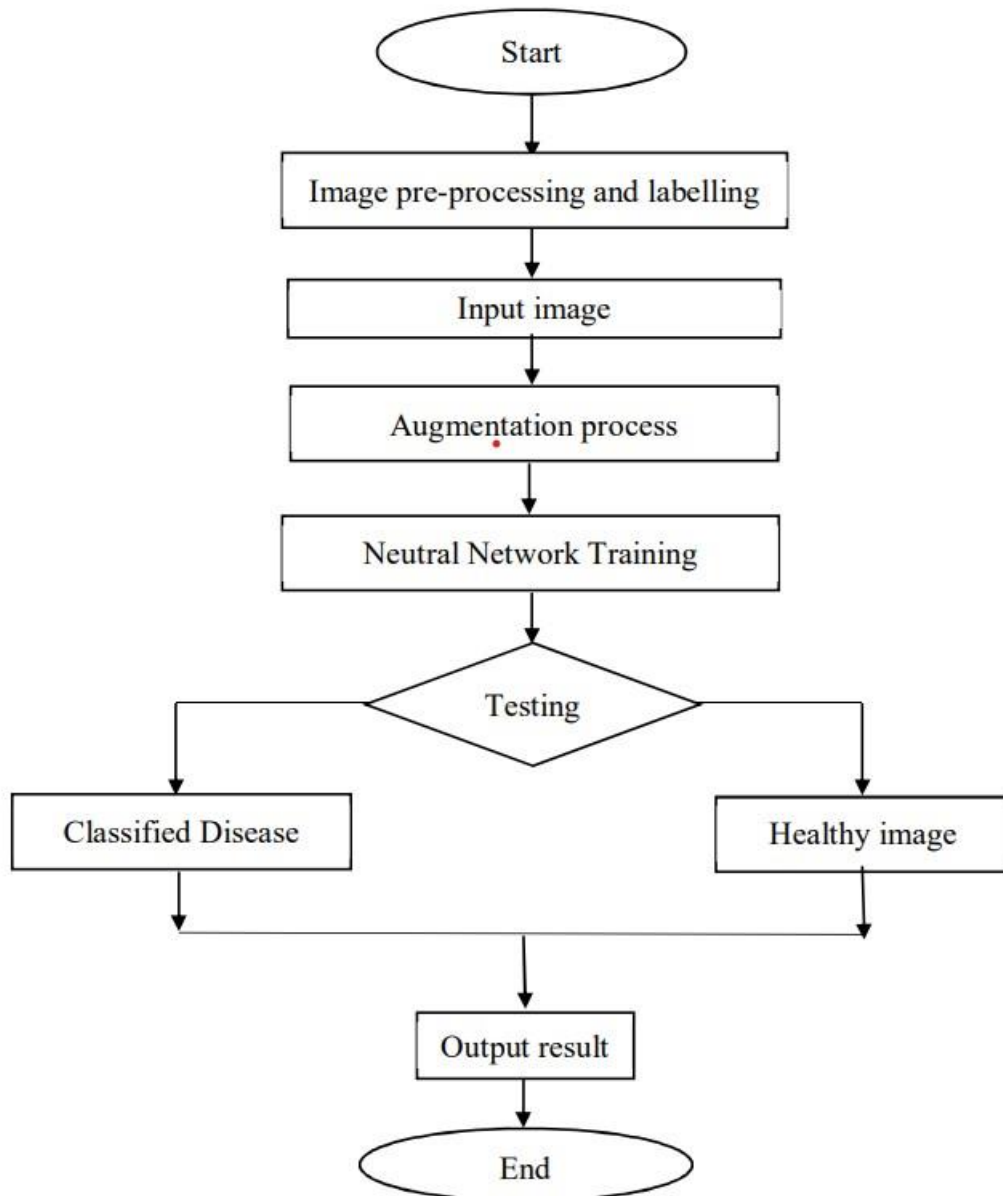 Start
Image pre-processing and labelling
Input image
Augmentation process
Neutral Network Training
Testing
Classified Disease
Healthy image
Output result
End